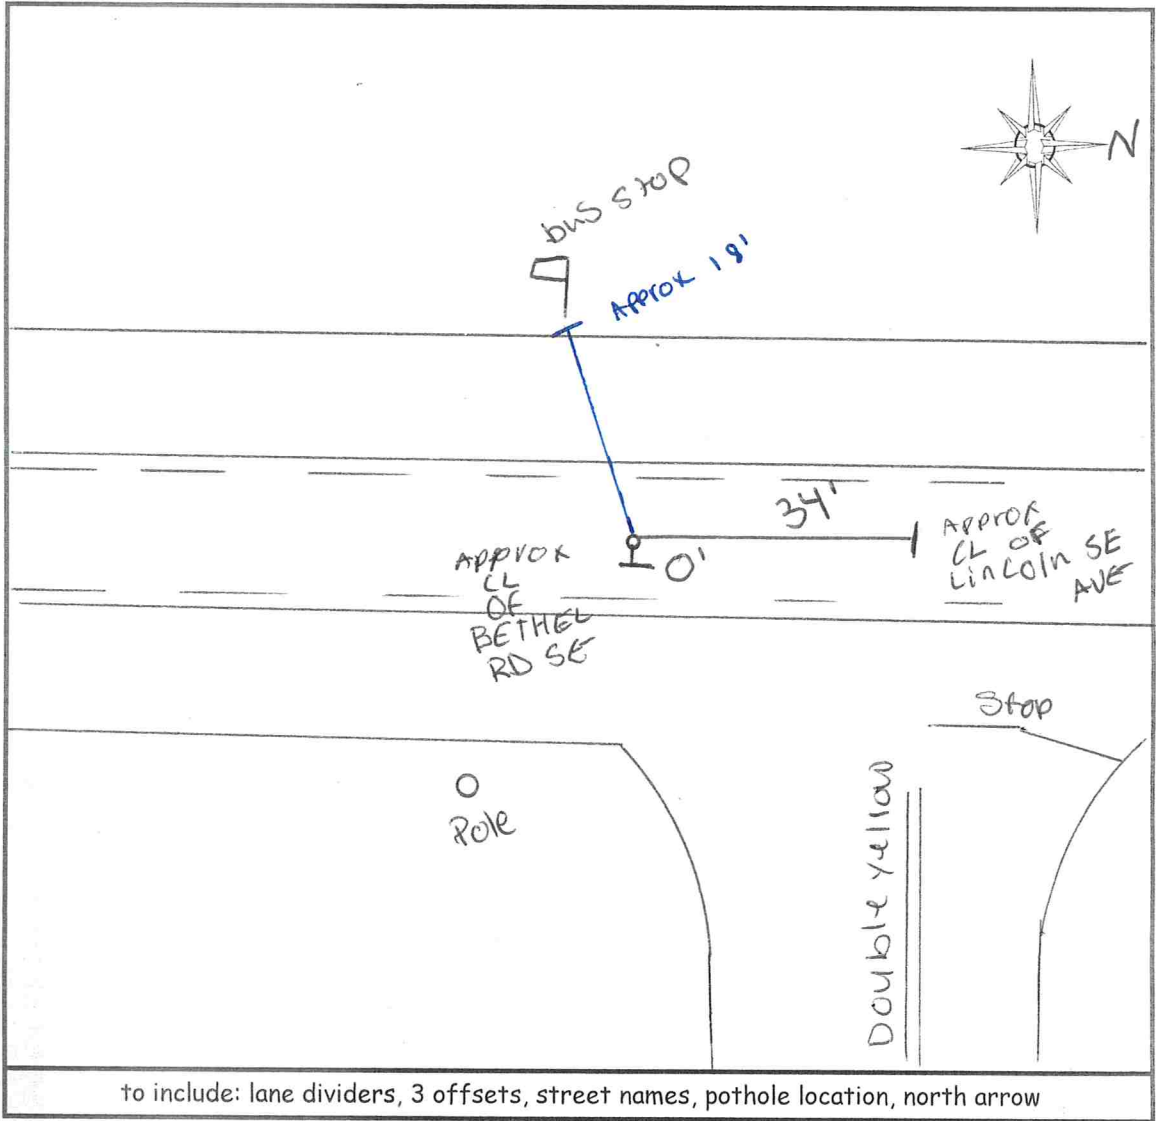 N
bus stop
Approx 18'
34'
Approx
CL OF
LinColn SE
AVE
0'
Approx
CL
OF
BETHEL
RD SE
Stop
Pole
Double yellow
to include: lane dividers, 3 offsets, street names, pothole location, north arrow